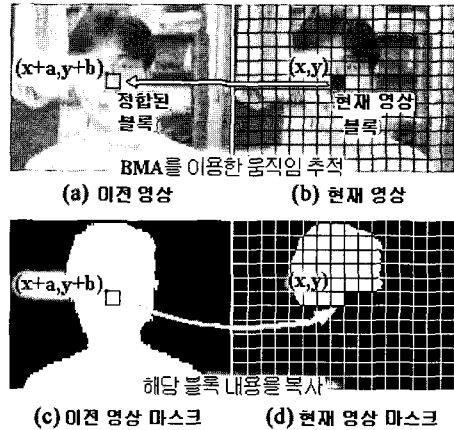 (x+a,y+b)
정합된
블록
(x,y)
현재 영상
블록
BMA를 이용한 움직임 추적
(a) 이전 영상
(b) 현재 영상
(x+a,y+b)
(x,y)
해당 블록 내용을 복사
(c) 이전 영상 마스크
(d) 현재 영상 마스크